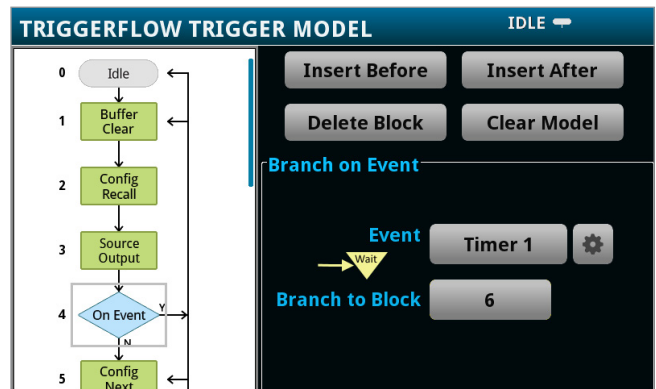 TRIGGERFLOW TRIGGER MODEL
IDLE
0
Idle
1
Buffer
Clear
2
Config
Recall
3
Source
Output
4
On Event
Y
N
5
Config
Next
Insert Before
Insert After
Delete Block
Clear Model
Branch on Event
Event
Timer 1
Wait
Branch to Block
6